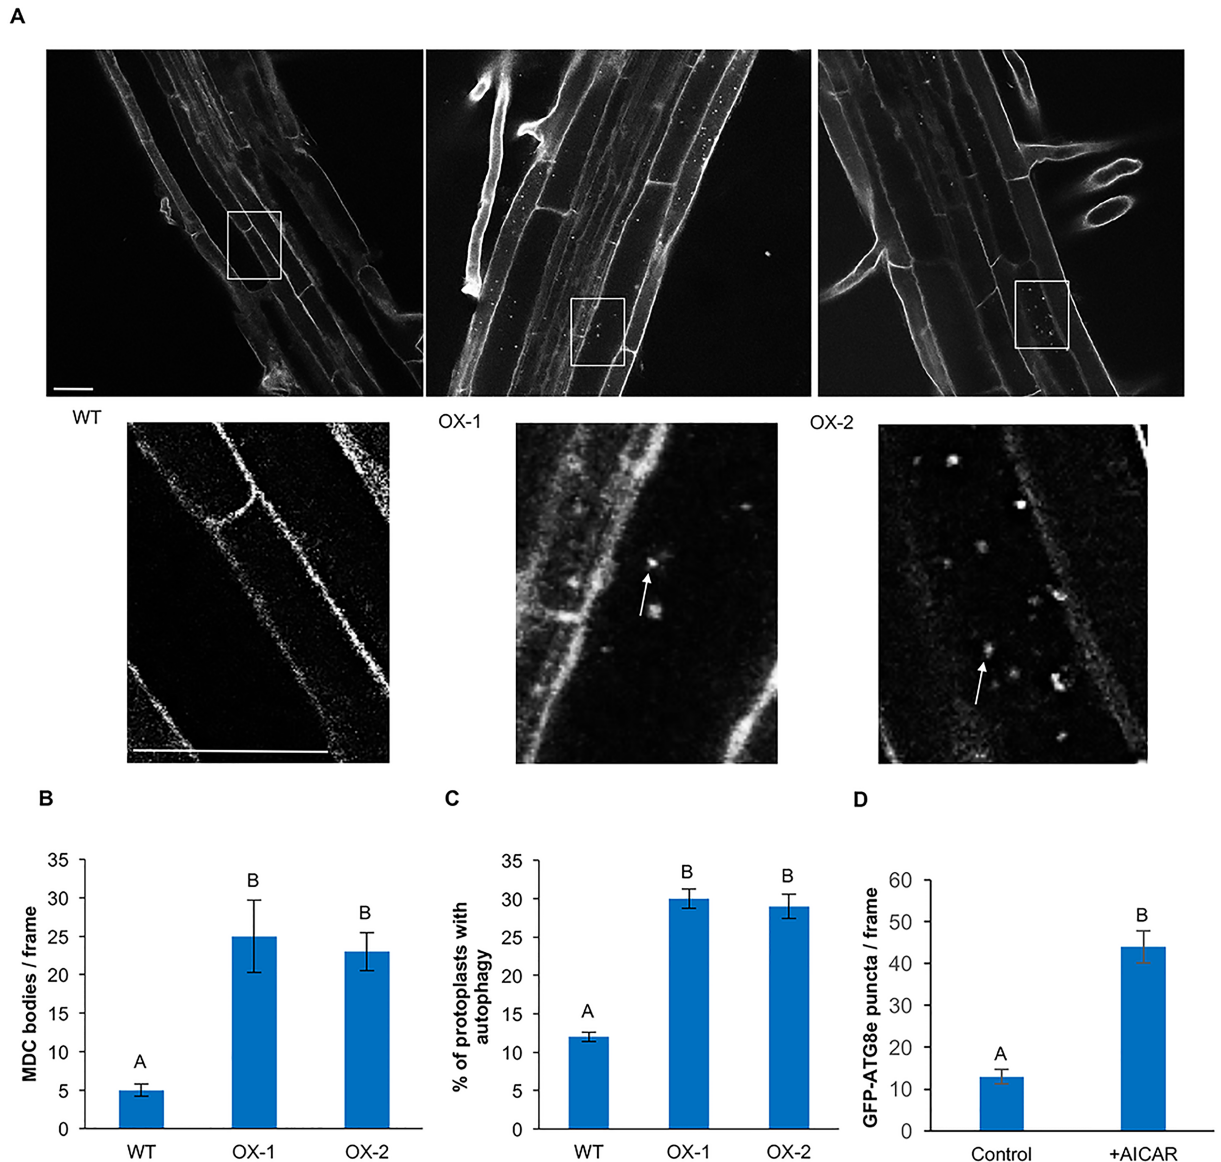 A
WT
OX-1
OX-2
B
C
D
MDC bodies / frame
35
30
25
20
15
10
5
0
A
B
B
WT
OX-1
OX-2
% of protoplasts with
autophagy
35
30
25
20
15
10
5
0
A
B
B
WT
OX-1
OX-2
GFP-ATG8e puncta / frame
60
50
40
30
20
10
0
A
B
Control
+AICAR